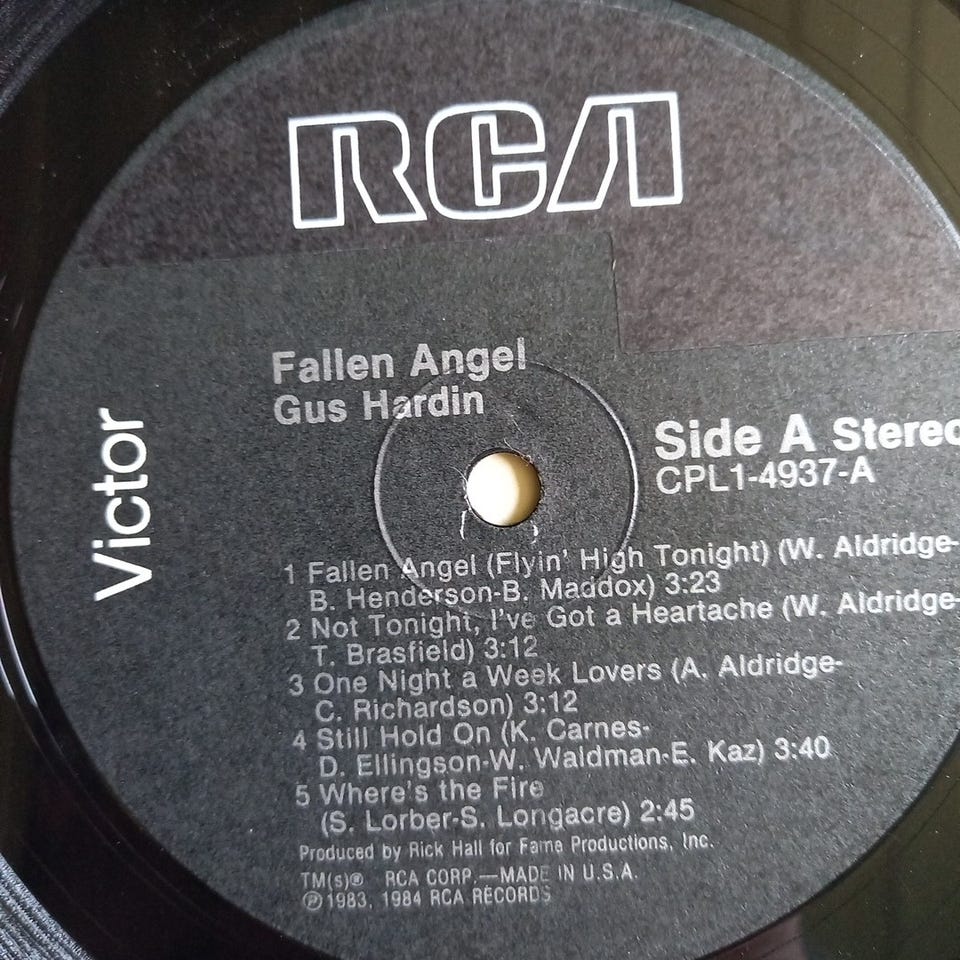 RCA
Victor
Fallen Angel
Gus Hardin
Side A Stereo
CPL1-4937-A
1 Fallen Angel (Flyin' High Tonight) (W. Aldridge-
B. Henderson-B. Maddox) 3:23
2 Not Tonight, I've Got a Heartache (W. Aldridge-
T. Brasfield) 3:12
3 One Night a Week Lovers (A. Aldridge-
C. Richardson) 3:12
4 Still Hold On (K. Carnes-
D. Ellingson-W. Waldman-E. Kaz) 3:40
5 Where's the Fire
(S. Lorber-S. Longacre) 2:45
Produced by Rick Hall for Fame Productions, Inc.
TM(s)® RCA CORP.—MADE IN U.S.A.
℗ 1983, 1984 RCA RECORDS